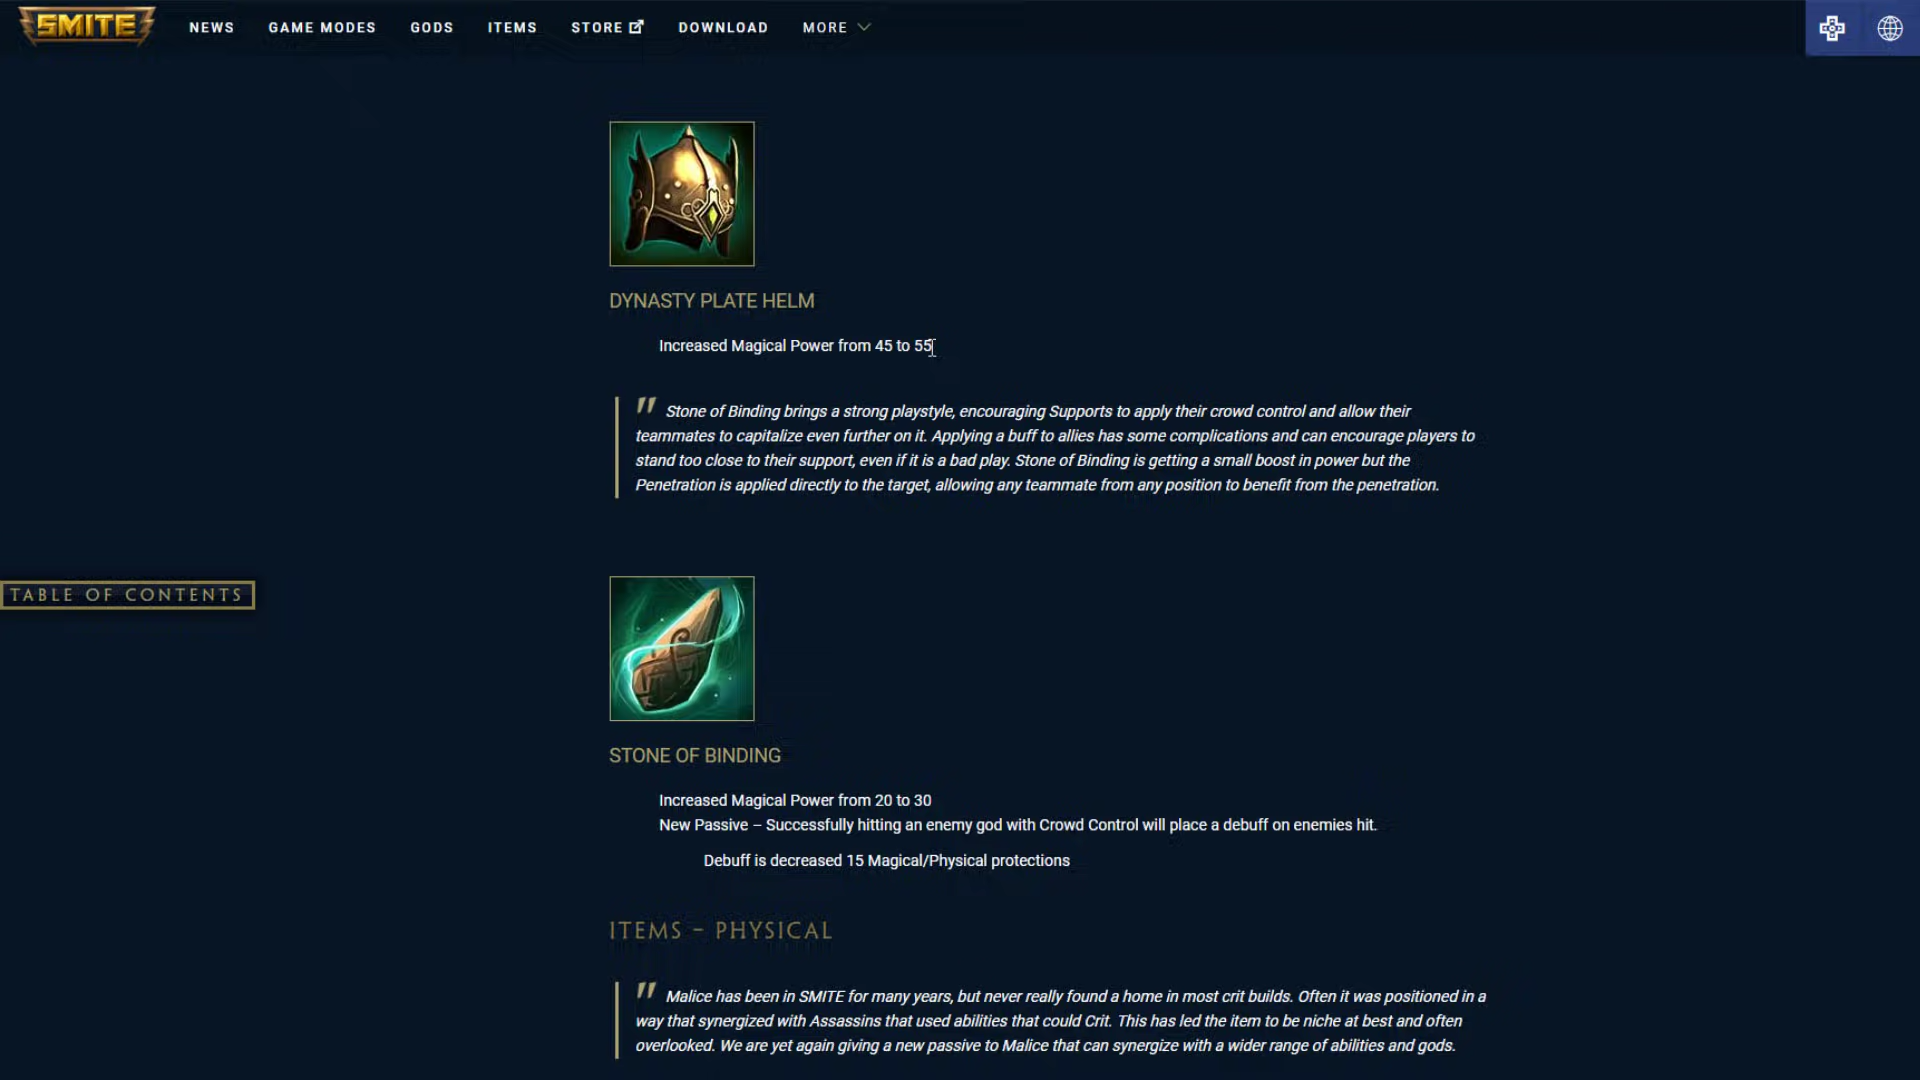 SMITE
NEWS
GAME MODES
GODS
ITEMS
STORE
DOWNLOAD
MORE
DYNASTY PLATE HELM
Increased Magical Power from 45 to 55
" Stone of Binding brings a strong playstyle, encouraging Supports to apply their crowd control and allow their
teammates to capitalize even further on it. Applying a buff to allies has some complications and can encourage players to
stand too close to their support, even if it is a bad play. Stone of Binding is getting a small boost in power but the
Penetration is applied directly to the target, allowing any teammate from any position to benefit from the penetration.
TABLE OF CONTENTS
STONE OF BINDING
Increased Magical Power from 20 to 30
New Passive – Successfully hitting an enemy god with Crowd Control will place a debuff on enemies hit.
Debuff is decreased 15 Magical/Physical protections
ITEMS – PHYSICAL
" Malice has been in SMITE for many years, but never really found a home in most crit builds. Often it was positioned in a
way that synergized with Assassins that used abilities that could Crit. This has led the item to be niche at best and often
overlooked. We are yet again giving a new passive to Malice that can synergize with a wider range of abilities and gods.